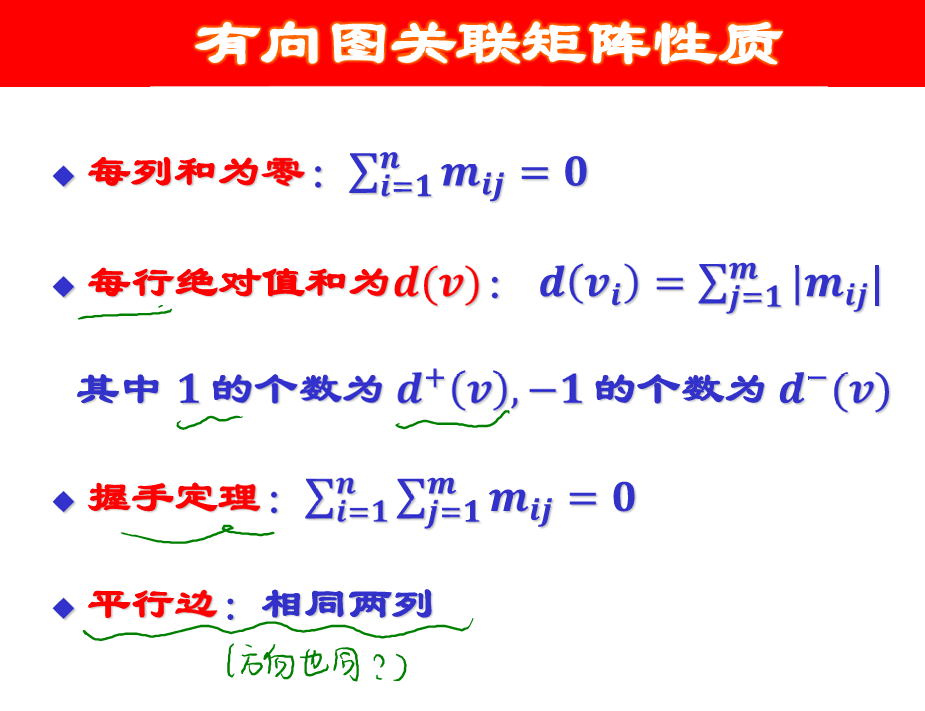 有向图关联矩阵性质
◆ 每列和为零: $\sum_{i=1}^{n} m_{ij} = 0$
◆ 每行绝对值和为$d(v)$: $d(v_i) = \sum_{j=1}^{m} |m_{ij}|$
其中 1 的个数为 $d^+(v)$, −1 的个数为 $d^-(v)$
◆ 握手定理: $\sum_{i=1}^{n} \sum_{j=1}^{m} m_{ij} = 0$
◆ 平行边: 相同两列
(方向也同?)